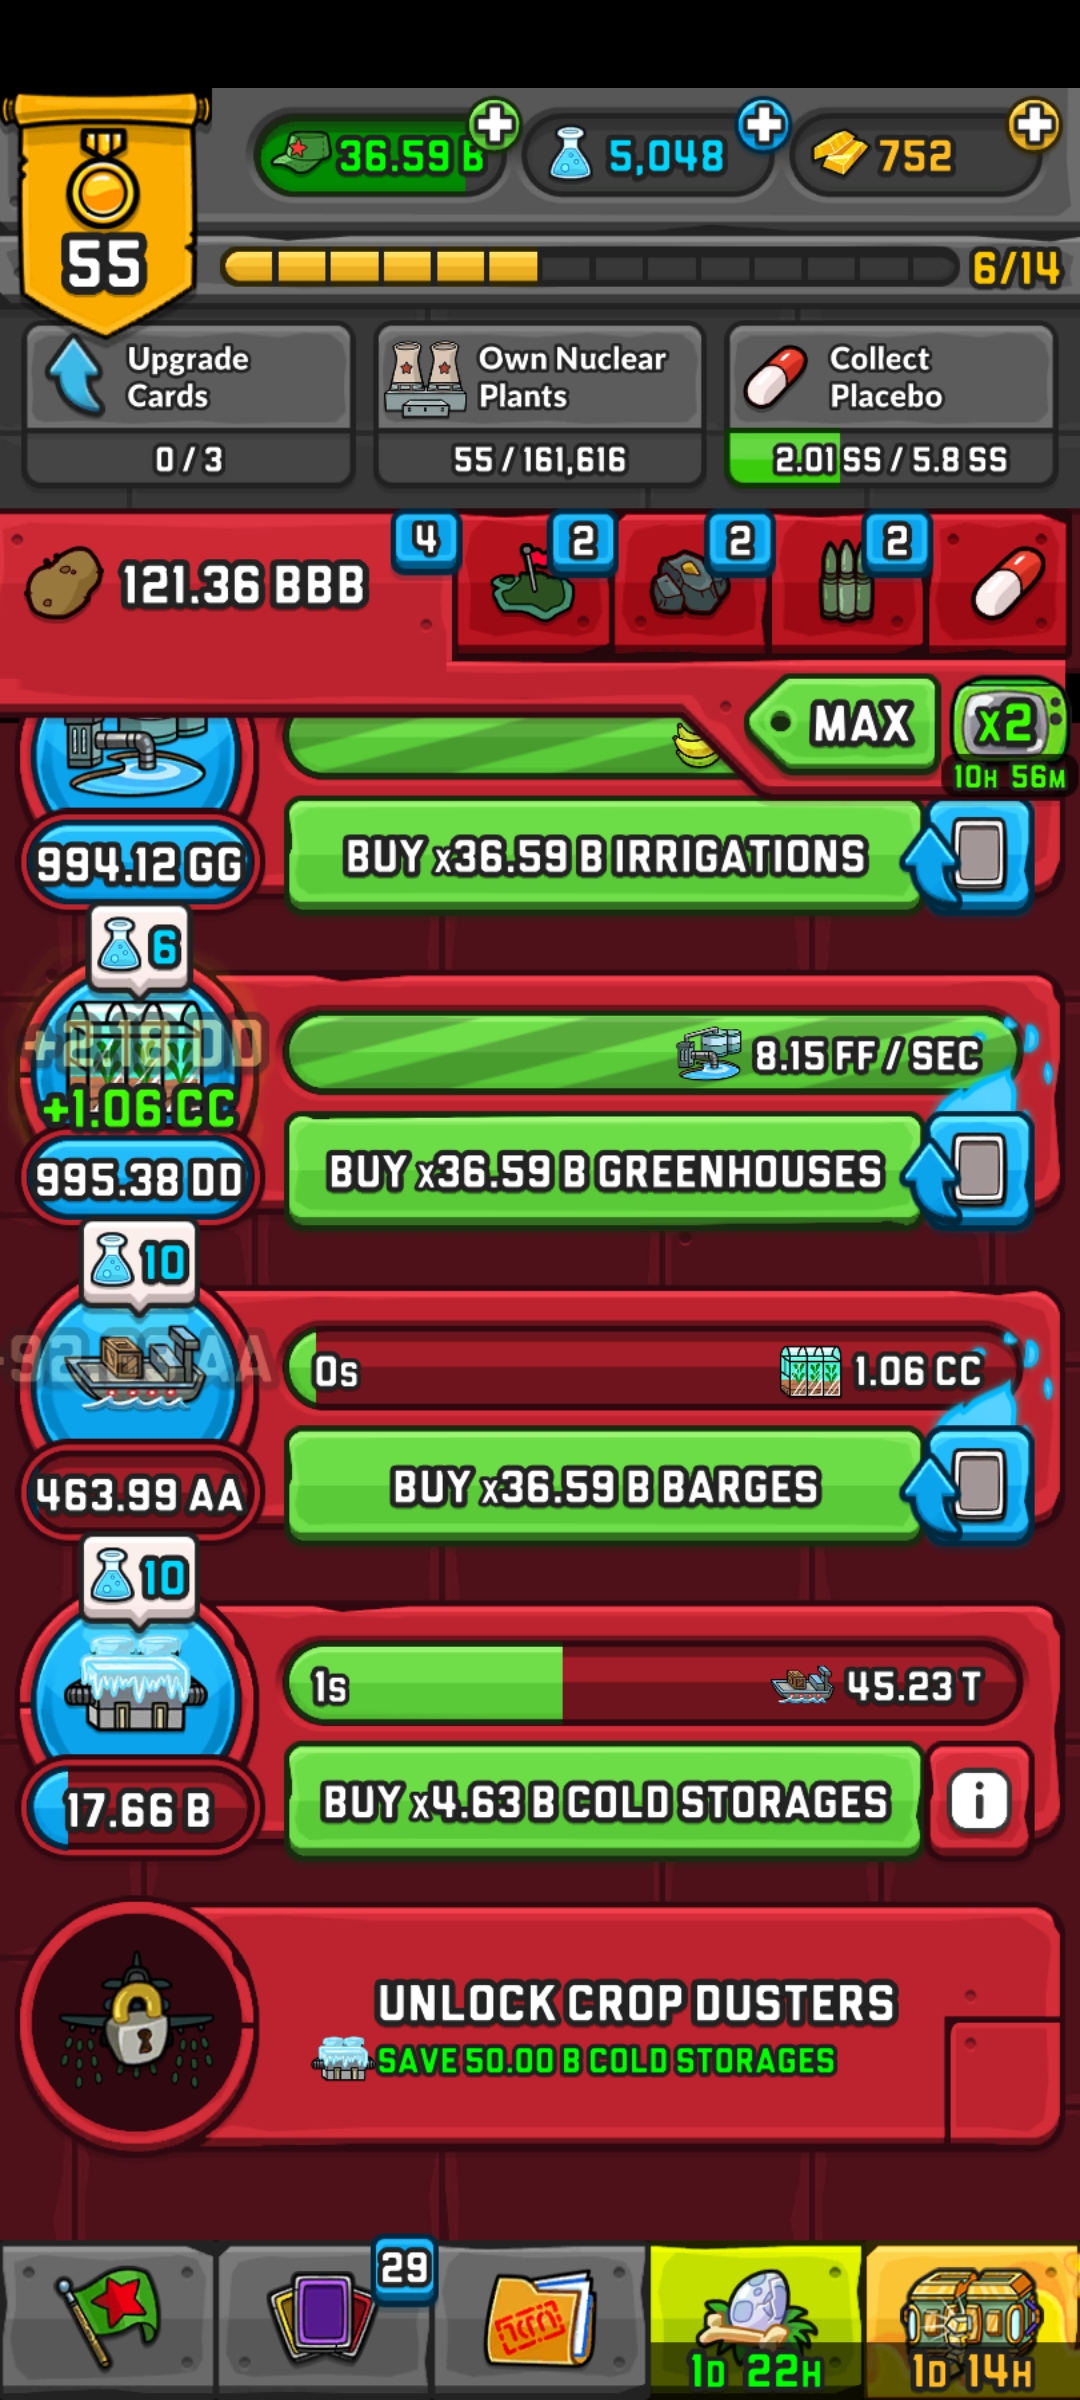 55
36.59 B
5,048
752
6/14
Upgrade
Cards
0 / 3
Own Nuclear
Plants
55 / 161,616
Collect
Placebo
2.01 SS / 5.8 SS
121.36 BBB
4
2
2
2
MAX
X2
10H 56M
994.12 GG
BUY x36.59 B IRRIGATIONS
6
+1.06 CC
8.15 FF / SEC
995.38 DD
BUY x36.59 B GREENHOUSES
10
0s
1.06 CC
463.99 AA
BUY x36.59 B BARGES
10
1s
45.23 T
17.66 B
BUY x4.63 B COLD STORAGES
i
UNLOCK CROP DUSTERS
SAVE 50.00 B COLD STORAGES
29
1D 22H
1D 14H